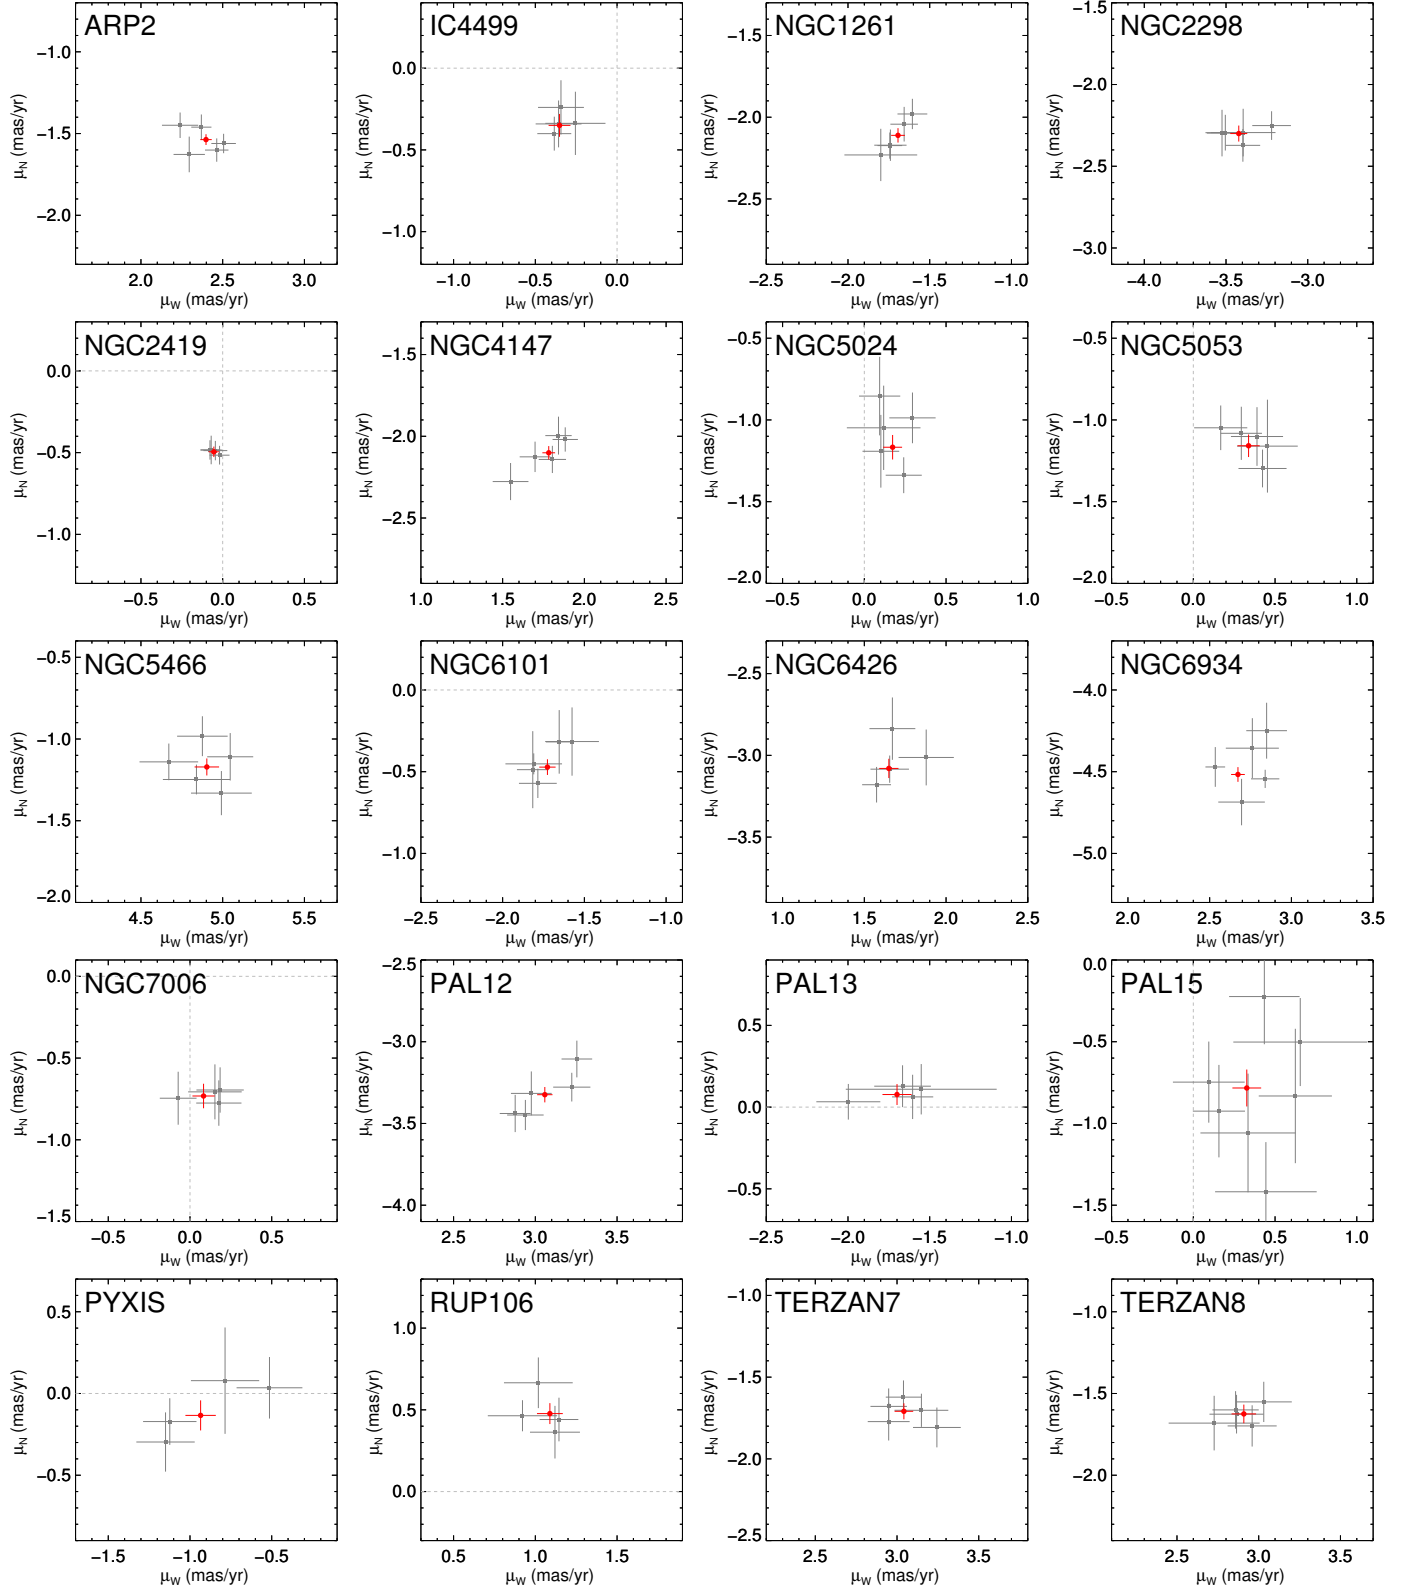 ARP2
−1.0
−1.5
−2.0
μN (mas/yr)
2.0 2.5 3.0
μW (mas/yr)
IC4499
0.0
−0.5
−1.0
μN (mas/yr)
−1.0 −0.5 0.0
μW (mas/yr)
NGC1261
−1.5
−2.0
−2.5
μN (mas/yr)
−2.5 −2.0 −1.5 −1.0
μW (mas/yr)
NGC2298
−1.5
−2.0
−2.5
−3.0
μN (mas/yr)
−4.0 −3.5 −3.0
μW (mas/yr)
NGC2419
0.0
−0.5
−1.0
μN (mas/yr)
−0.5 0.0 0.5
μW (mas/yr)
NGC4147
−1.5
−2.0
−2.5
μN (mas/yr)
1.0 1.5 2.0 2.5
μW (mas/yr)
NGC5024
−0.5
−1.0
−1.5
−2.0
μN (mas/yr)
−0.5 0.0 0.5 1.0
μW (mas/yr)
NGC5053
−0.5
−1.0
−1.5
−2.0
μN (mas/yr)
−0.5 0.0 0.5 1.0
μW (mas/yr)
NGC5466
−0.5
−1.0
−1.5
−2.0
μN (mas/yr)
4.5 5.0 5.5
μW (mas/yr)
NGC6101
0.0
−0.5
−1.0
μN (mas/yr)
−2.5 −2.0 −1.5 −1.0
μW (mas/yr)
NGC6426
−2.5
−3.0
−3.5
μN (mas/yr)
1.0 1.5 2.0 2.5
μW (mas/yr)
NGC6934
−4.0
−4.5
−5.0
μN (mas/yr)
2.0 2.5 3.0 3.5
μW (mas/yr)
NGC7006
0.0
−0.5
−1.0
−1.5
μN (mas/yr)
−0.5 0.0 0.5
μW (mas/yr)
PAL12
−2.5
−3.0
−3.5
−4.0
μN (mas/yr)
2.5 3.0 3.5
μW (mas/yr)
PAL13
0.5
0.0
−0.5
μN (mas/yr)
−2.5 −2.0 −1.5 −1.0
μW (mas/yr)
PAL15
0.0
−0.5
−1.0
−1.5
μN (mas/yr)
−0.5 0.0 0.5 1.0
μW (mas/yr)
PYXIS
0.5
0.0
−0.5
μN (mas/yr)
−1.5 −1.0 −0.5
μW (mas/yr)
RUP106
1.0
0.5
0.0
μN (mas/yr)
0.5 1.0 1.5
μW (mas/yr)
TERZAN7
−1.0
−1.5
−2.0
−2.5
μN (mas/yr)
2.5 3.0 3.5
μW (mas/yr)
TERZAN8
−1.0
−1.5
−2.0
μN (mas/yr)
2.5 3.0 3.5
μW (mas/yr)